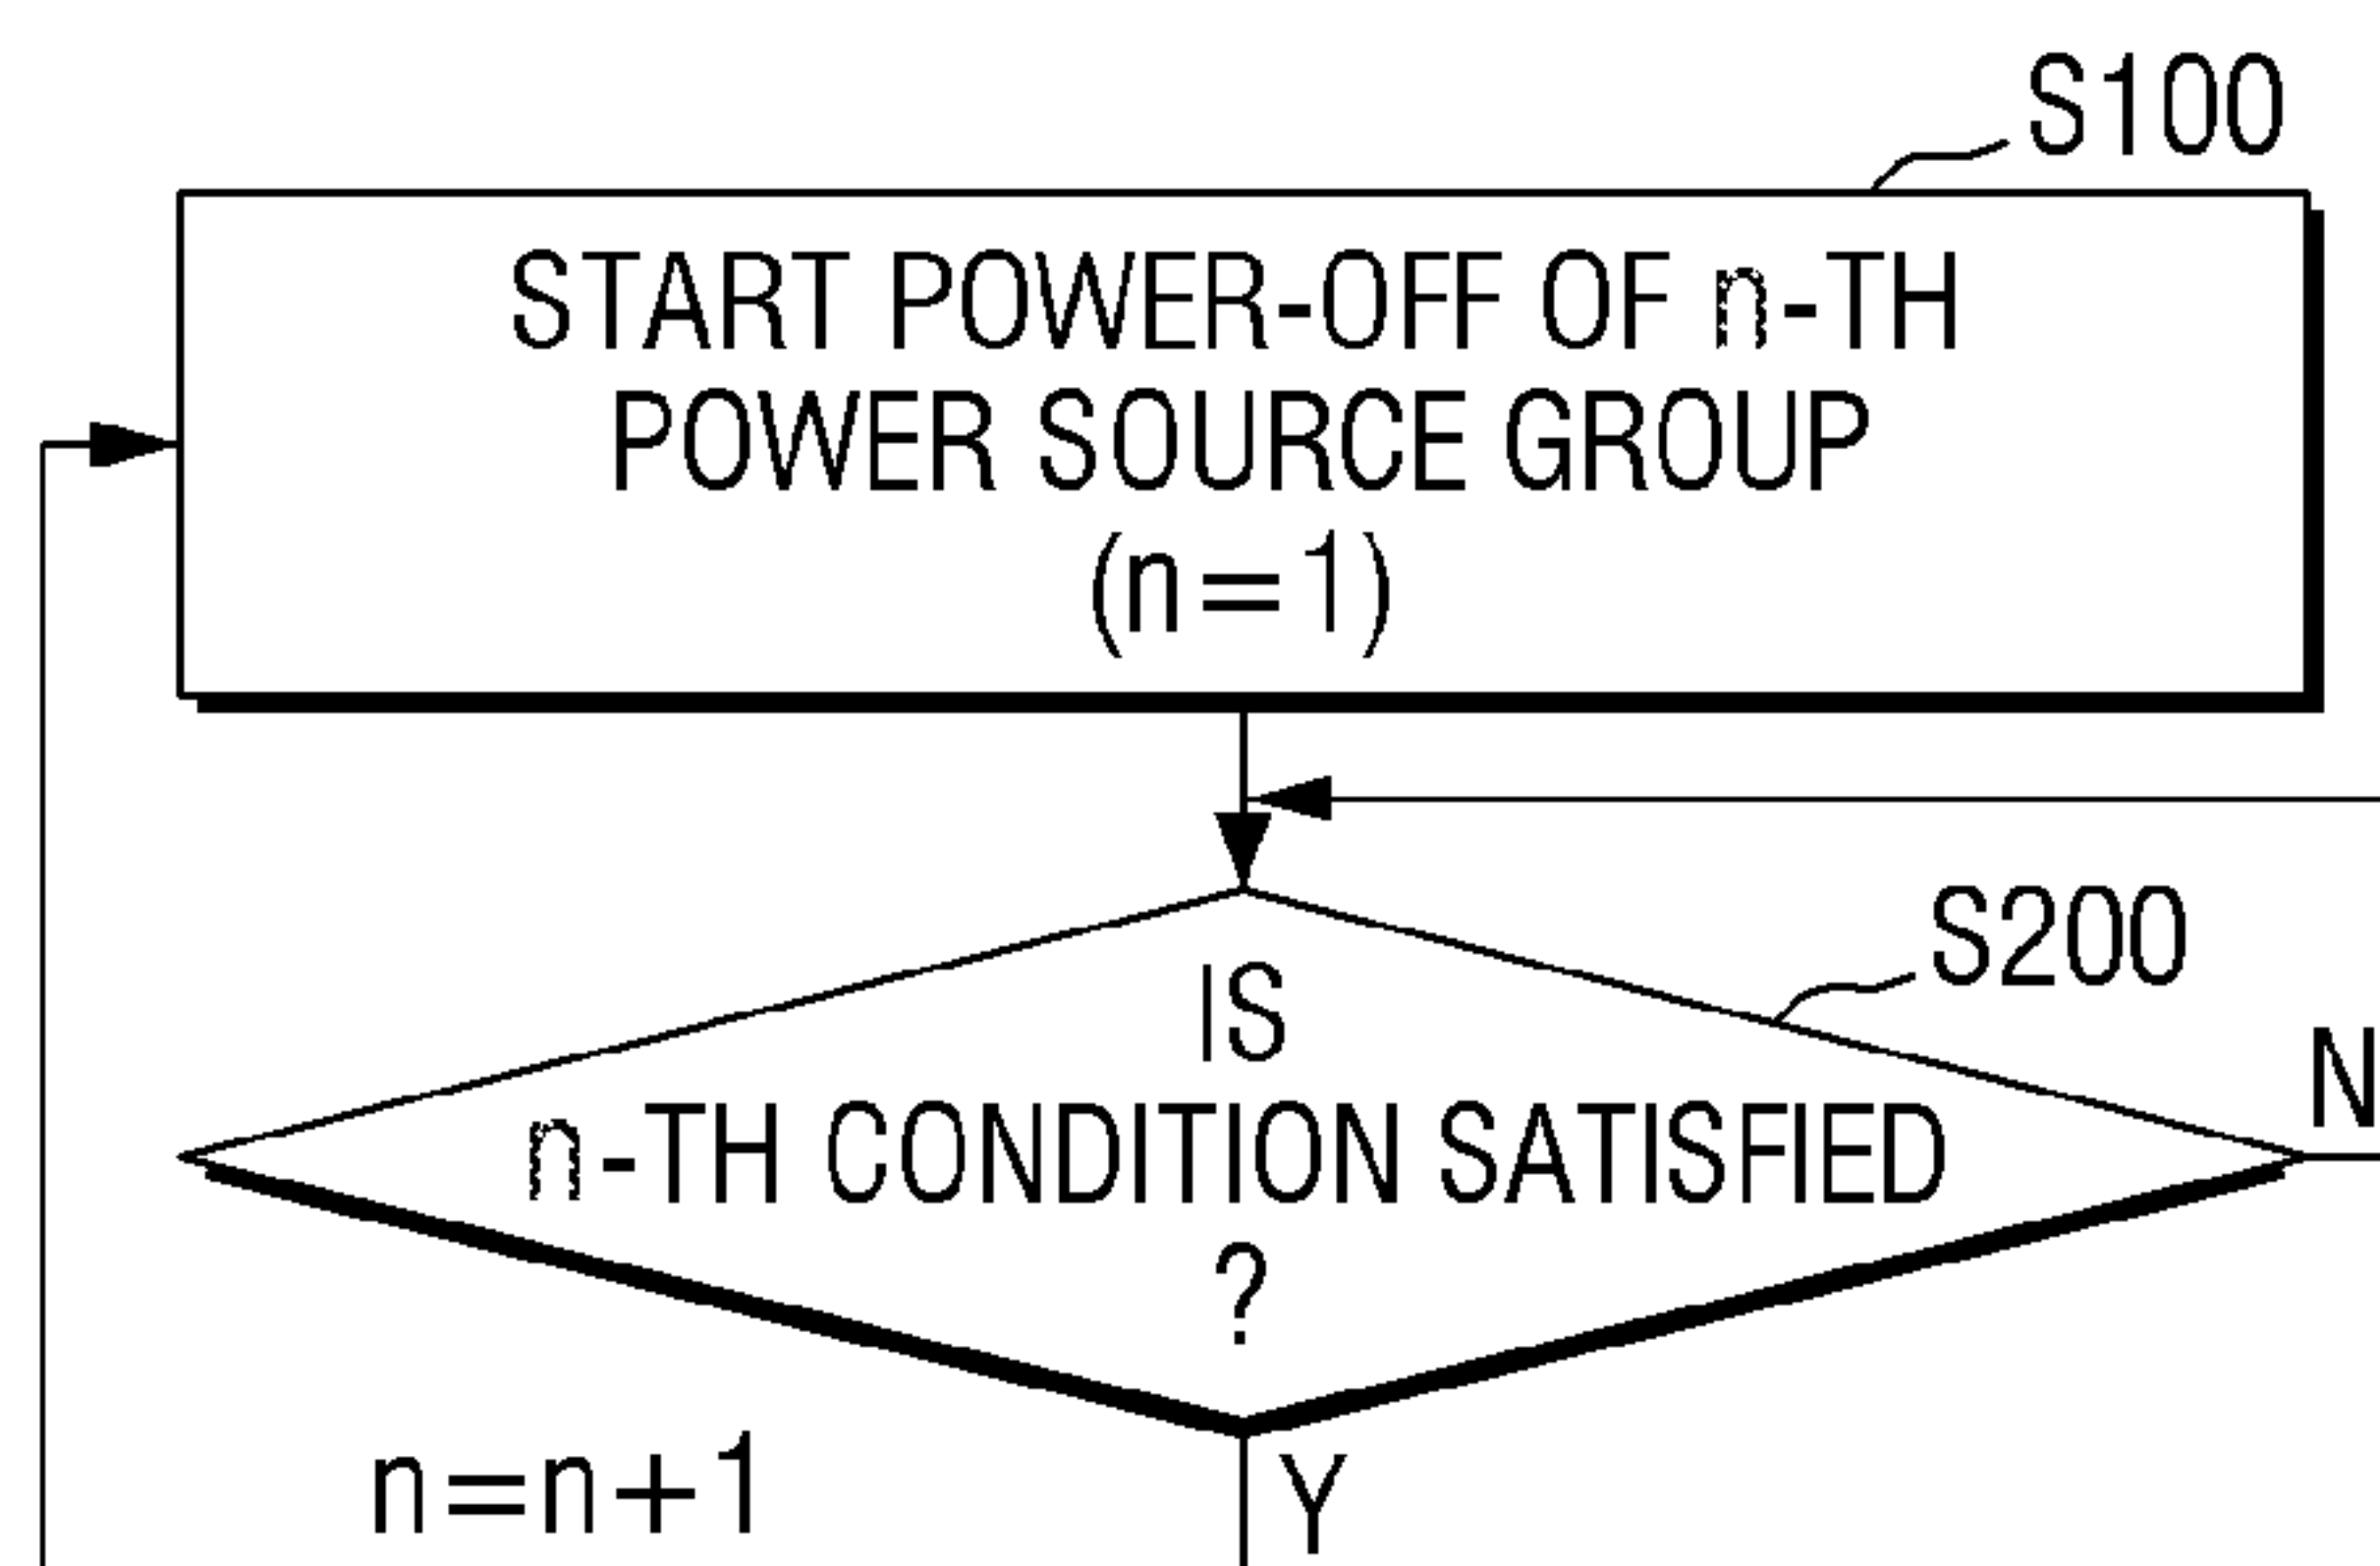 S100
START POWER-OFF OF n-TH
POWER SOURCE GROUP
(n=1)
S200
IS
N
n-TH CONDITION SATISFIED
?
n=n+1
Y